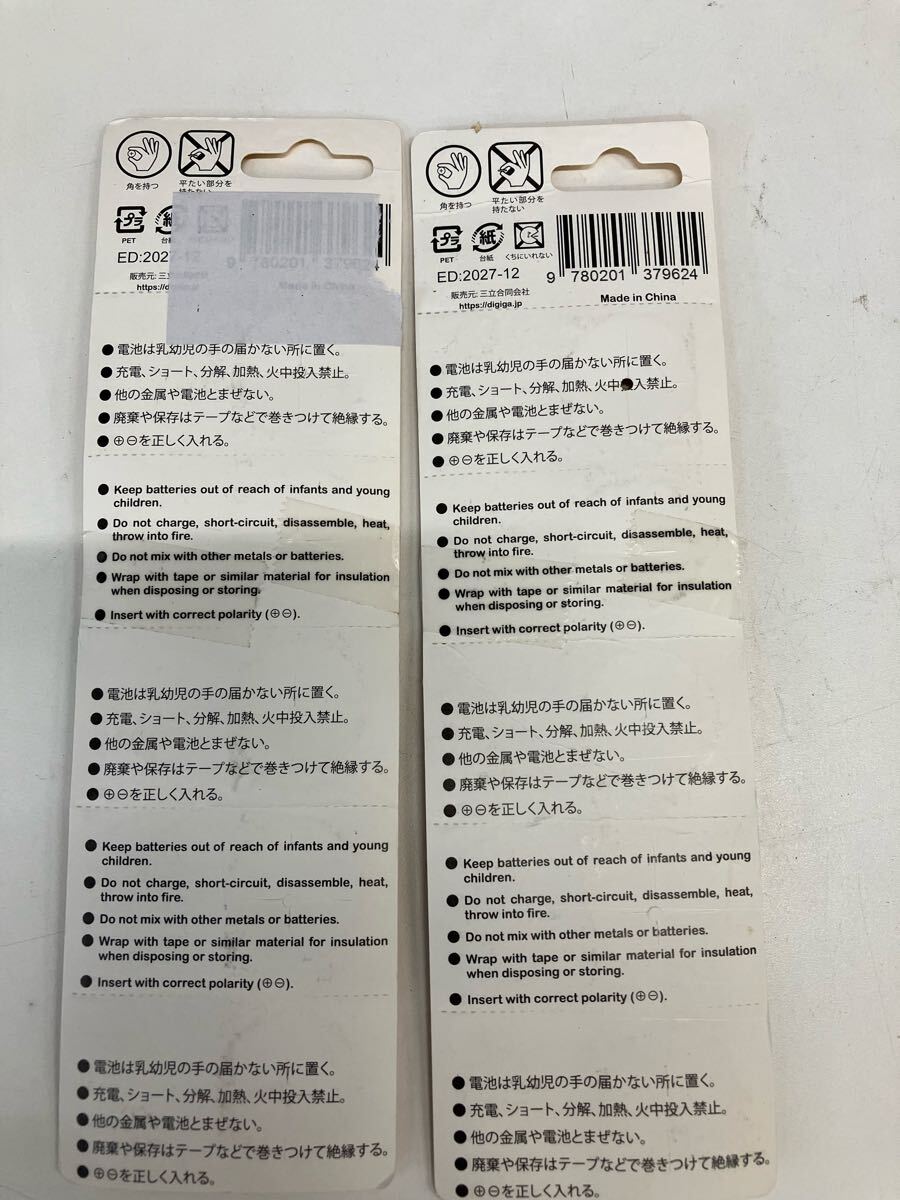 角を持つ
平たい部分を
持たない
プラ
PET
紙
台紙
ED:2027-12
9 780201 379624
販売元: 三立
https://d
Made in China
●電池は乳幼児の手の届かない所に置く。
●充電、ショート、分解、加熱、火中投入禁止。
●他の金属や電池とまぜない。
●廃棄や保存はテープなどで巻きつけて絶縁する。
●⊕⊖を正しく入れる。
● Keep batteries out of reach of infants and young
children.
● Do not charge, short-circuit, disassemble, heat,
throw into fire.
● Do not mix with other metals or batteries.
● Wrap with tape or similar material for insulation
when disposing or storing.
● Insert with correct polarity (⊕⊖).
●電池は乳幼児の手の届かない所に置く。
●充電、ショート、分解、加熱、火中投入禁止。
●他の金属や電池とまぜない。
●廃棄や保存はテープなどで巻きつけて絶縁する。
●⊕⊖を正しく入れる。
● Keep batteries out of reach of infants and young
children.
● Do not charge, short-circuit, disassemble, heat,
throw into fire.
● Do not mix with other metals or batteries.
● Wrap with tape or similar material for insulation
when disposing or storing.
● Insert with correct polarity (⊕⊖).
●電池は乳幼児の手の届かない所に置く。
●充電、ショート、分解、加熱、火中投入禁止。
●他の金属や電池とまぜない。
●廃棄や保存はテープなどで巻きつけて絶縁する。
●⊕⊖を正しく入れる。
角を持つ
平たい部分を
持たない
プラ
PET
紙
台紙
くちにいれない
ED:2027-12
9 780201 379624
販売元: 三立合同会社
https://digiga.jp
Made in China
●電池は乳幼児の手の届かない所に置く。
●充電、ショート、分解、加熱、火中投入禁止。
●他の金属や電池とまぜない。
●廃棄や保存はテープなどで巻きつけて絶縁する。
●⊕⊖を正しく入れる。
● Keep batteries out of reach of infants and young
children.
● Do not charge, short-circuit, disassemble, heat,
throw into fire.
● Do not mix with other metals or batteries.
● Wrap with tape or similar material for insulation
when disposing or storing.
● Insert with correct polarity (⊕⊖).
●電池は乳幼児の手の届かない所に置く。
●充電、ショート、分解、加熱、火中投入禁止。
●他の金属や電池とまぜない。
●廃棄や保存はテープなどで巻きつけて絶縁する。
●⊕⊖を正しく入れる。
● Keep batteries out of reach of infants and young
children.
● Do not charge, short-circuit, disassemble, heat,
throw into fire.
● Do not mix with other metals or batteries.
● Wrap with tape or similar material for insulation
when disposing or storing.
● Insert with correct polarity (⊕⊖).
●電池は乳幼児の手の届かない所に置く。
●充電、ショート、分解、加熱、火中投入禁止。
●他の金属や電池とまぜない。
●廃棄や保存はテープなどで巻きつけて絶縁する。
●⊕⊖を正しく入れる。